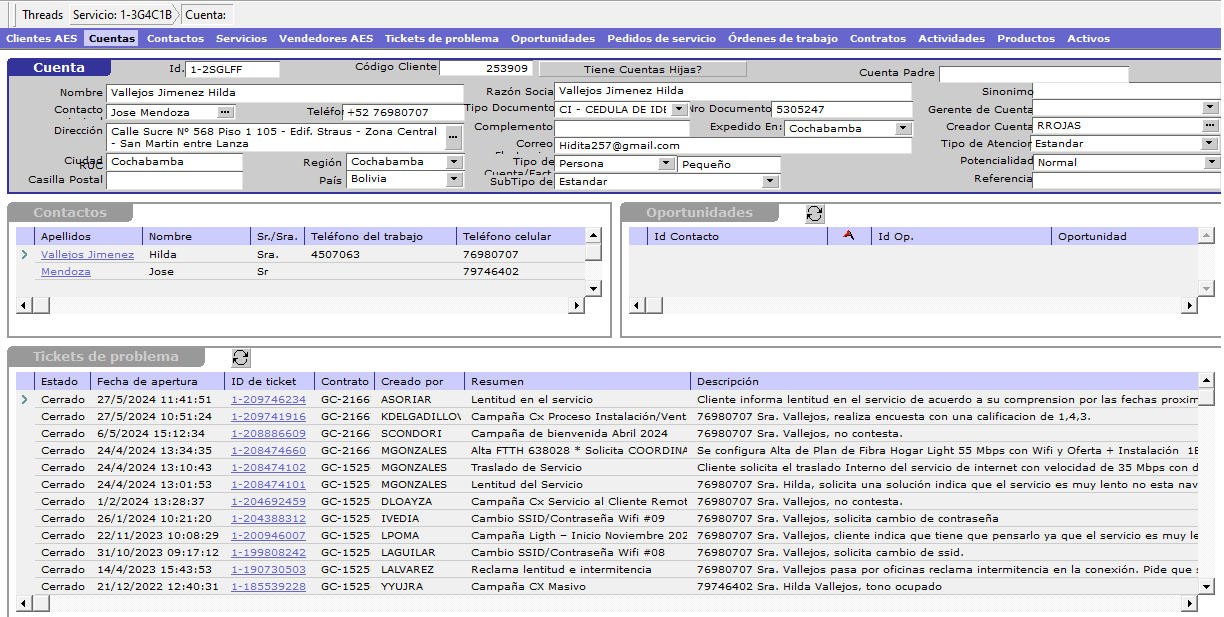 Threads Servicio: 1-3G4C1B Cuenta:
Clientes AES Cuentas Contactos Servicios Vendedores AES Tickets de problema Oportunidades Pedidos de servicio Órdenes de trabajo Contratos Actividades Productos Activos
Cuenta Id. 1-2SGLFF Código Cliente 253909 Tiene Cuentas Hijas? Cuenta Padre
Nombre Vallejos Jimenez Hilda Razón Socia Vallejos Jimenez Hilda Sinonimo
Contacto Jose Mendoza ... Teléfo +52 76980707 Tipo Documento CI - CEDULA DE IDE Nro Documento 5305247 Gerente de Cuenta
Dirección Calle Sucre Nº 568 Piso 1 105 - Edif. Straus - Zona Central ... Complemento Expedido En: Cochabamba Creador Cuenta RROJAS ...
- San Martin entre Lanza Correo Hidita257@gmail.com Tipo de Atencion Estandar
Ciudad Cochabamba Región Cochabamba Tipo de Persona Pequeño Potencialidad Normal
RUC Cuenta/Fact
Casilla Postal País Bolivia SubTipo de Estandar Referencia
Contactos
Apellidos Nombre Sr./Sra. Teléfono del trabajo Teléfono celular
Vallejos Jimenez Hilda Sra. 4507063 76980707
Mendoza Jose Sr 79746402
Oportunidades
Id Contacto Id Op. Oportunidad
Tickets de problema
Estado Fecha de apertura ID de ticket Contrato Creado por Resumen Descripción
Cerrado 27/5/2024 11:41:51 1-209746234 GC-2166 ASORIAR Lentitud en el servicio Cliente informa lentitud en el servicio de acuerdo a su comprension por las fechas proxim
Cerrado 27/5/2024 10:51:24 1-209741916 GC-2166 KDELGADILLOV Campaña Cx Proceso Instalación/Vent 76980707 Sra. Vallejos, realiza encuesta con una calificacion de 1,4,3.
Cerrado 6/5/2024 15:12:34 1-208886609 GC-2166 SCONDORI Campaña de bienvenida Abril 2024 76980707 Sra. Vallejos, no contesta.
Cerrado 24/4/2024 13:34:35 1-208474660 GC-2166 MGONZALES Alta FTTH 638028 * Solicita COORDINA Se configura Alta de Plan de Fibra Hogar Light 55 Mbps con Wifi y Oferta + Instalación 1E
Cerrado 24/4/2024 13:10:43 1-208474102 GC-1525 MGONZALES Traslado de Servicio Cliente solicita el traslado Interno del servicio de internet con velocidad de 35 Mbps con d
Cerrado 24/4/2024 13:01:53 1-208474101 GC-1525 MGONZALES Lentitud del Servicio 76980707 Sra. Hilda, solicita una solución indica que el servicio es muy lento no esta nav
Cerrado 1/2/2024 13:28:37 1-204692459 GC-1525 DLOAYZA Campaña Cx Servicio al Cliente Remot 76980707 Sra. Vallejos, no contesta.
Cerrado 26/1/2024 10:21:20 1-204388312 GC-1525 IVEDIA Cambio SSID/Contraseña Wifi #09 76980707 Sra. Vallejos, solicita cambio de contraseña
Cerrado 22/11/2023 10:08:29 1-200946007 GC-1525 LPOMA Campaña Ligth – Inicio Noviembre 202 76980707 Sra. Vallejos, cliente indica que tiene que pensarlo ya que el servicio es muy le
Cerrado 31/10/2023 09:17:12 1-199808242 GC-1525 LAGUILAR Cambio SSID/Contraseña Wifi #08 76980707 Sra. Vallejos, solicita cambio de ssid.
Cerrado 14/4/2023 15:43:53 1-190730503 GC-1525 LALVAREZ Reclama lentitud e intermitencia 76980707 Sra. Vallejos pasa por oficinas reclama intermitencia en la conexión. Pide que s
Cerrado 21/12/2022 12:40:31 1-185539228 GC-1525 YYUJRA Campaña CX Masivo 79746402 Sra. Hilda Vallejos, tono ocupado